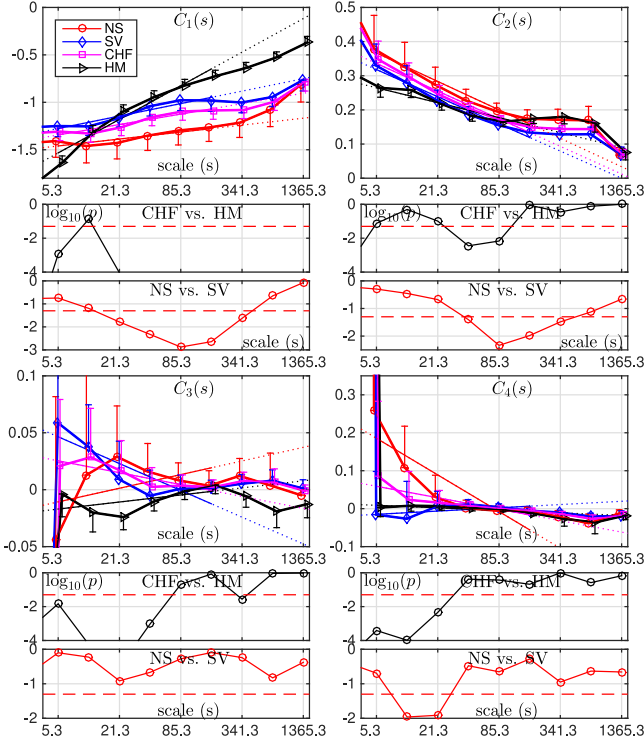 C₁(s)
0
-0.5
-1
-1.5
NS
SV
CHF
HM
scale (s)
5.3 21.3 85.3 341.3 1365.3
C₂(s)
0.5
0.4
0.3
0.2
0.1
0
scale (s)
5.3 21.3 85.3 341.3 1365.3
log₁₀(p) CHF vs. HM
0
-2
-4
log₁₀(p) CHF vs. HM
0
-2
-4
NS vs. SV
0
-1
-2
-3
scale (s)
5.3 21.3 85.3 341.3 1365.3
NS vs. SV
0
-1
-2
scale (s)
5.3 21.3 85.3 341.3 1365.3
C₃(s)
0.1
0.05
0
-0.05
scale (s)
5.3 21.3 85.3 341.3 1365.3
C₄(s)
0.3
0.2
0.1
0
-0.1
scale (s)
5.3 21.3 85.3 341.3 1365.3
log₁₀(p) CHF vs. HM
0
-2
-4
log₁₀(p) CHF vs. HM
0
-2
-4
NS vs. SV
0
-1
-2
scale (s)
5.3 21.3 85.3 341.3 1365.3
NS vs. SV
0
-1
-2
scale (s)
5.3 21.3 85.3 341.3 1365.3